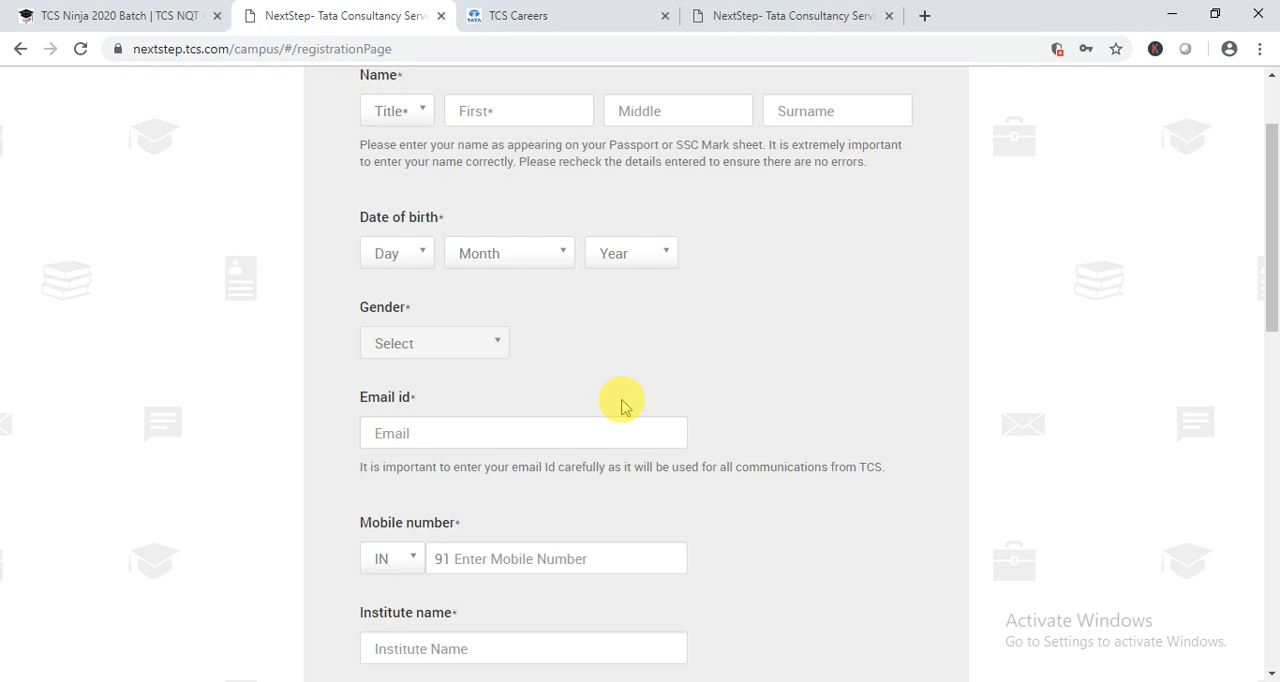 TCS Ninja 2020 Batch | TCS NQT
NextStep- Tata Consultancy Servi
TATA
TCS Careers
NextStep- Tata Consultancy Servi
nextstep.tcs.com/campus/#/registrationPage
K
Name*
Title*
First*
Middle
Surname
Please enter your name as appearing on your Passport or SSC Mark sheet. It is extremely important
to enter your name correctly. Please recheck the details entered to ensure there are no errors.
Date of birth*
Day
Month
Year
Gender*
Select
Email id*
Email
It is important to enter your email Id carefully as it will be used for all communications from TCS.
Mobile number*
IN
91 Enter Mobile Number
Institute name*
Institute Name
Activate Windows
Go to Settings to activate Windows.